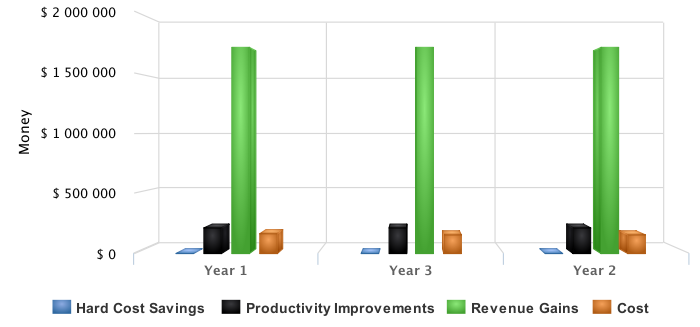 $ 2 000 000
$ 1 500 000
$ 1 000 000
$ 500 000
$ 0
Money
Year 1 Year 3 Year 2
Hard Cost Savings Productivity Improvements Revenue Gains Cost